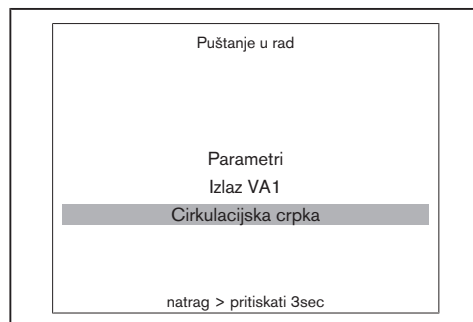 Puštanje u rad
Parametri
Izlaz VA1
Cirkulacijska crpka
natrag > pritiskati 3sec